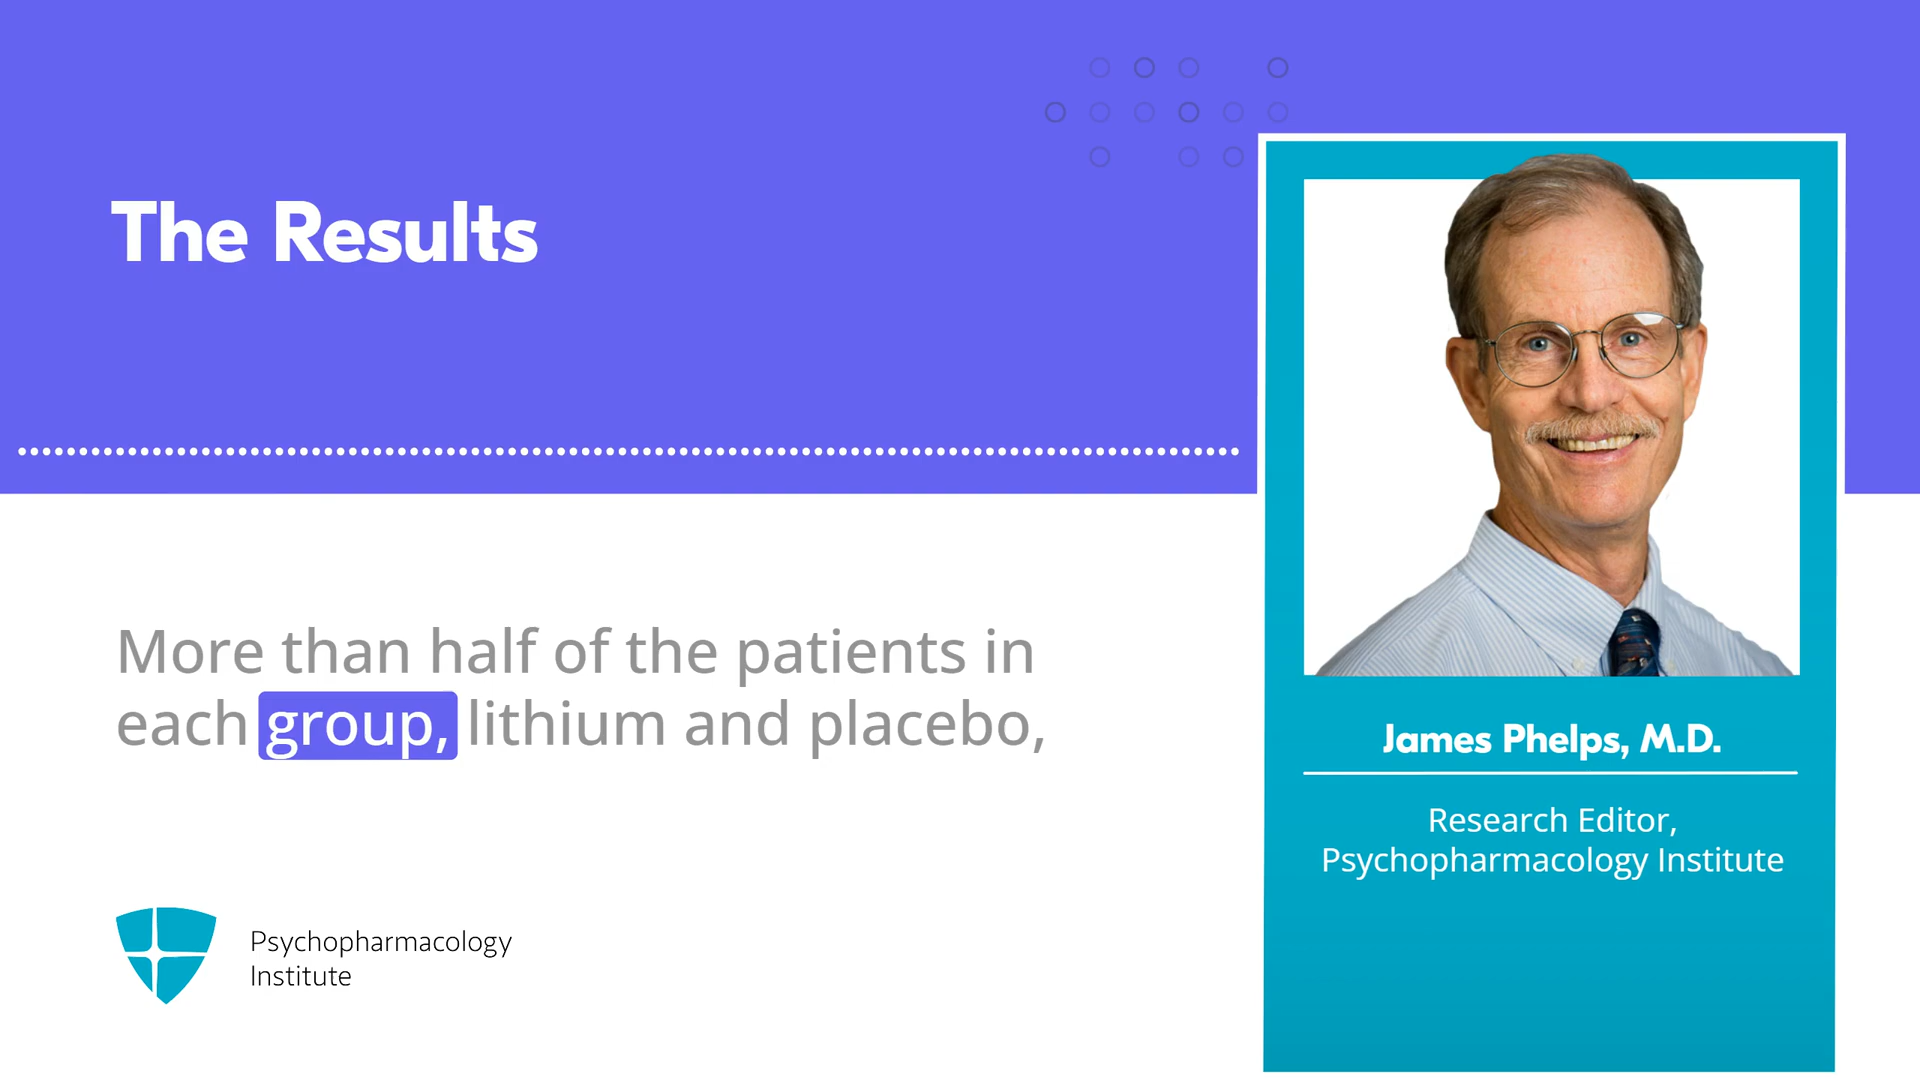 The Results
More than half of the patients in
each group, lithium and placebo,
Psychopharmacology
Institute
James Phelps, M.D.
Research Editor,
Psychopharmacology Institute